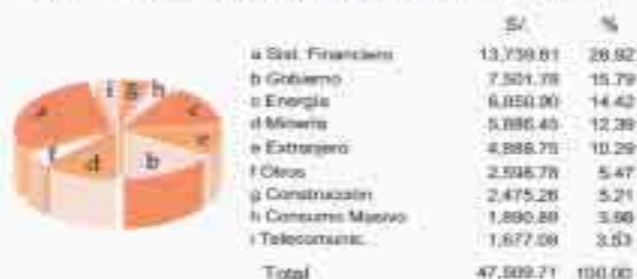 S/. %
a Sist. Financiero 13,739.81 28.92
b Gobierno 7,501.78 15.79
c Energía 6,850.90 14.42
d Minería 5,886.45 12.39
e Extranjero 4,888.75 10.29
f Otros 2,598.78 5.47
g Construcción 2,475.26 5.21
h Consumo Masivo 1,890.89 3.98
i Telecomunic. 1,677.09 3.53
Total 47,509.71 100.00
i g h
a c
e
f d b